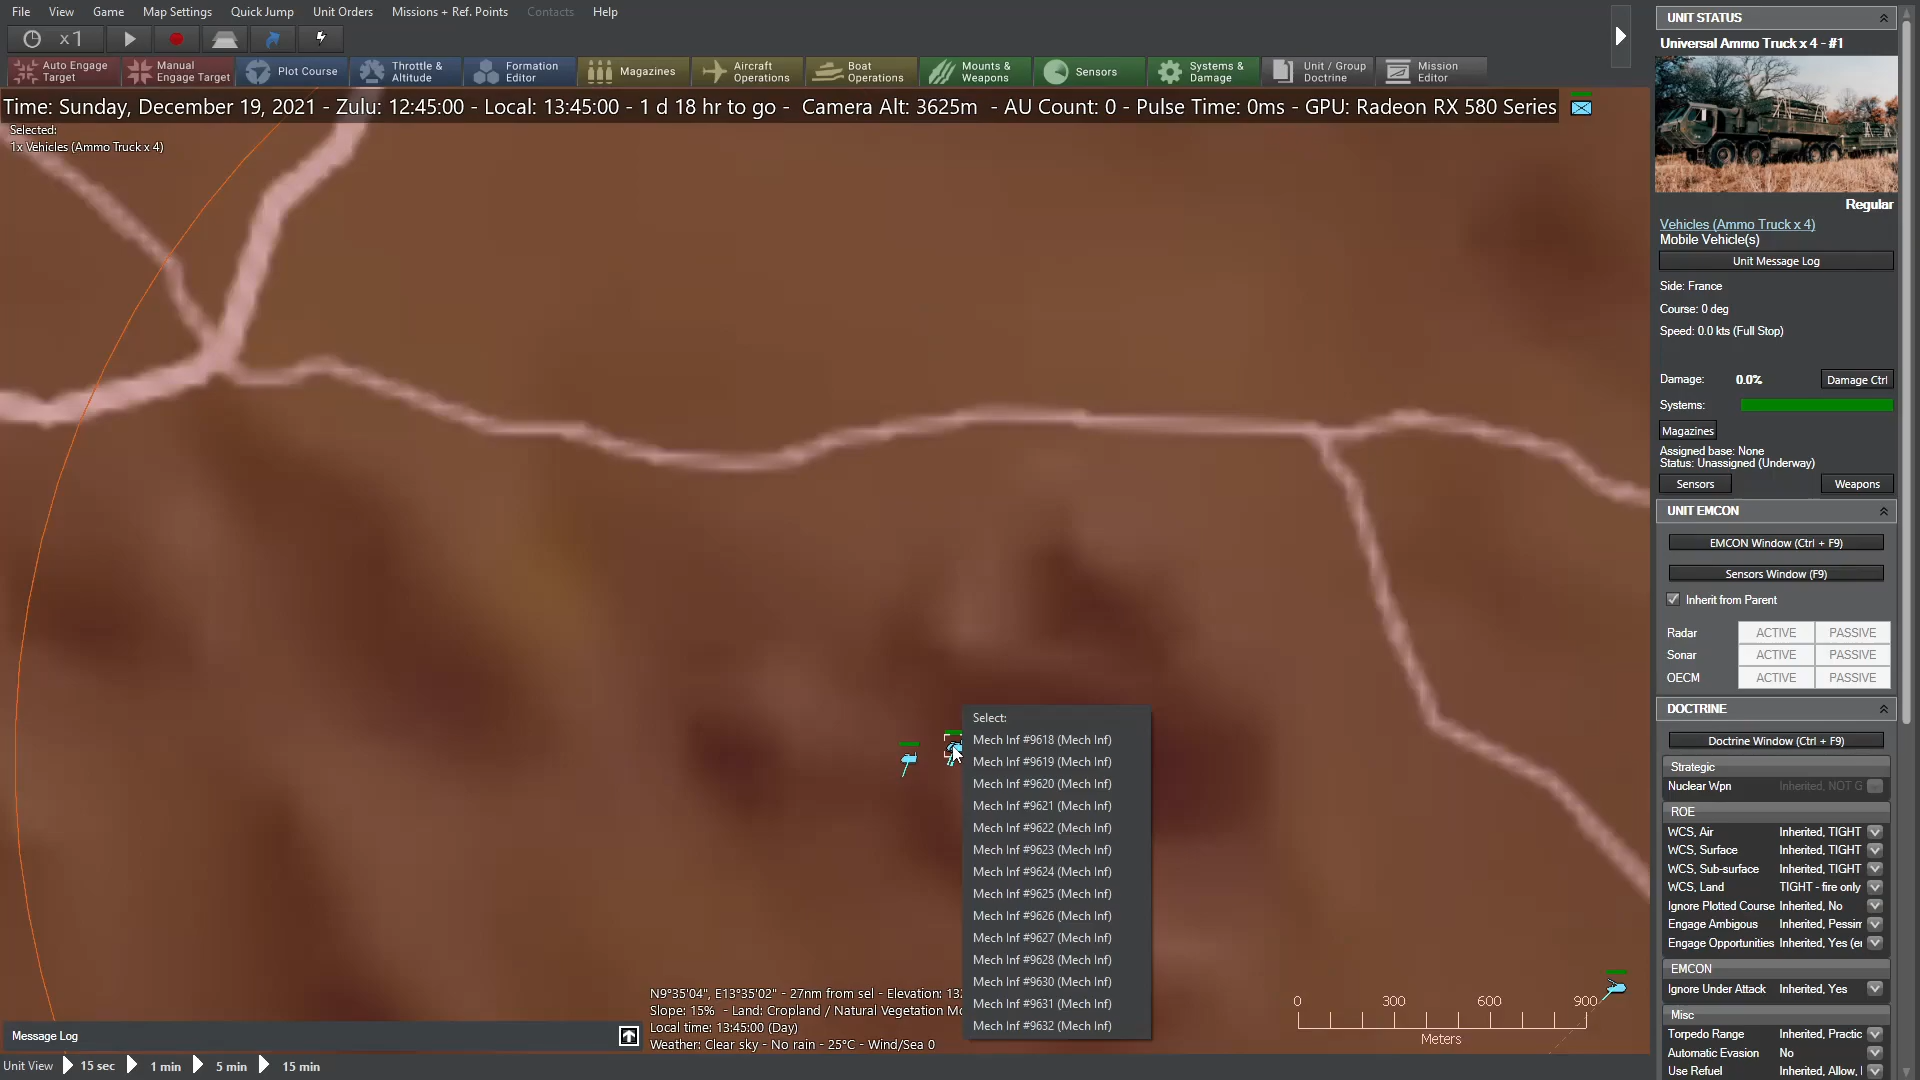 File View Game Map Settings Quick Jump Unit Orders Missions + Ref. Points Contacts Help
x1
Auto Engage Target
Manual Engage Target
Plot Course
Throttle & Altitude
Formation Editor
Magazines
Aircraft Operations
Boat Operations
Mounts & Weapons
Sensors
Systems & Damage
Unit / Group Doctrine
Mission Editor
Time: Sunday, December 19, 2021 - Zulu: 12:45:00 - Local: 13:45:00 - 1 d 18 hr to go - Camera Alt: 3625m - AU Count: 0 - Pulse Time: 0ms - GPU: Radeon RX 580 Series
Selected:
1x Vehicles (Ammo Truck x 4)
Select:
Mech Inf #9618 (Mech Inf)
Mech Inf #9619 (Mech Inf)
Mech Inf #9620 (Mech Inf)
Mech Inf #9621 (Mech Inf)
Mech Inf #9622 (Mech Inf)
Mech Inf #9623 (Mech Inf)
Mech Inf #9624 (Mech Inf)
Mech Inf #9625 (Mech Inf)
Mech Inf #9626 (Mech Inf)
Mech Inf #9627 (Mech Inf)
Mech Inf #9628 (Mech Inf)
Mech Inf #9630 (Mech Inf)
Mech Inf #9631 (Mech Inf)
Mech Inf #9632 (Mech Inf)
N9°35'04", E13°35'02" - 27nm from sel - Elevation: 13
Slope: 15% - Land: Cropland / Natural Vegetation Mo
Local time: 13:45:00 (Day)
Weather: Clear sky - No rain - 25°C - Wind/Sea 0
0 300 600 900
Meters
Message Log
Unit View 15 sec 1 min 5 min 15 min
UNIT STATUS
Universal Ammo Truck x 4 - #1
Regular
Vehicles (Ammo Truck x 4)
Mobile Vehicle(s)
Unit Message Log
Side: France
Course: 0 deg
Speed: 0.0 kts (Full Stop)
Damage: 0.0% Damage Ctrl
Systems:
Magazines
Assigned base: None
Status: Unassigned (Underway)
Sensors Weapons
UNIT EMCON
EMCON Window (Ctrl + F9)
Sensors Window (F9)
Inherit from Parent
Radar ACTIVE PASSIVE
Sonar ACTIVE PASSIVE
OECM ACTIVE PASSIVE
DOCTRINE
Doctrine Window (Ctrl + F9)
Strategic
Nuclear Wpn Inherited, NOT G
ROE
WCS, Air Inherited, TIGHT
WCS, Surface Inherited, TIGHT
WCS, Sub-surface Inherited, TIGHT
WCS, Land TIGHT - fire only
Ignore Plotted Course Inherited, No
Engage Ambiguous Inherited, Pessim
Engage Opportunities Inherited, Yes (e
EMCON
Ignore Under Attack Inherited, Yes
Misc
Torpedo Range Inherited, Practic
Automatic Evasion No
Use Refuel Inherited, Allow,